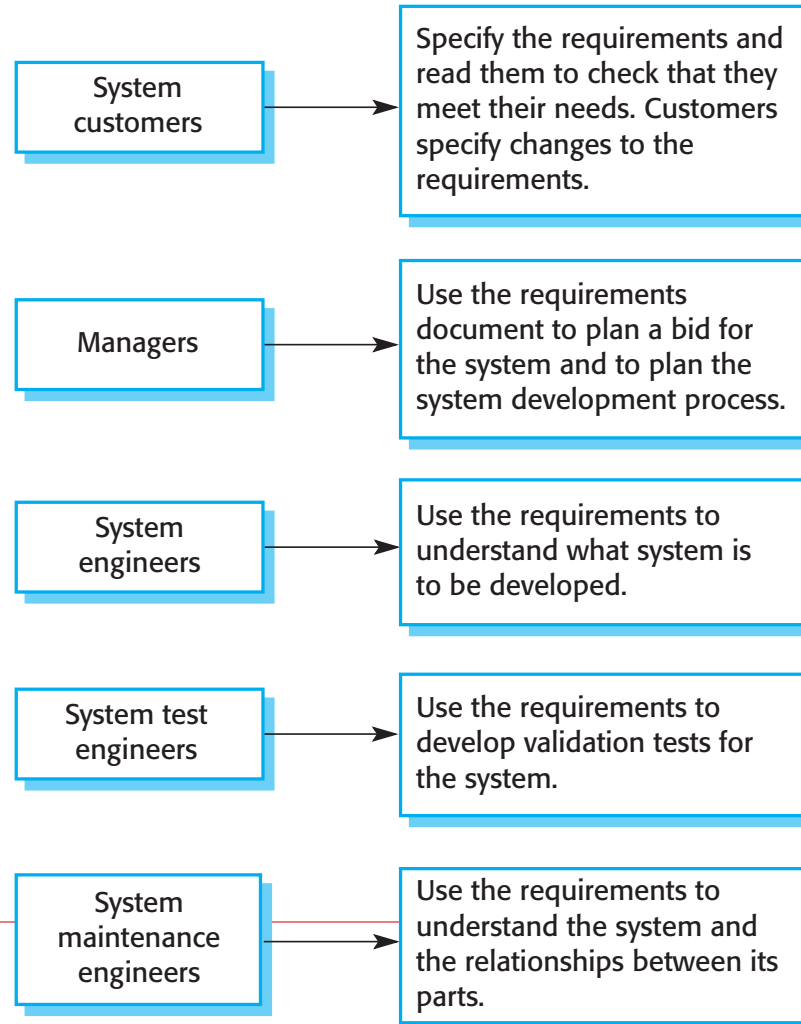 System
customers
Specify the requirements and
read them to check that they
meet their needs. Customers
specify changes to the
requirements.
Managers
Use the requirements
document to plan a bid for
the system and to plan the
system development process.
System
engineers
Use the requirements to
understand what system is
to be developed.
System test
engineers
Use the requirements to
develop validation tests for
the system.
System
maintenance
engineers
Use the requirements to
understand the system and
the relationships between its
parts.